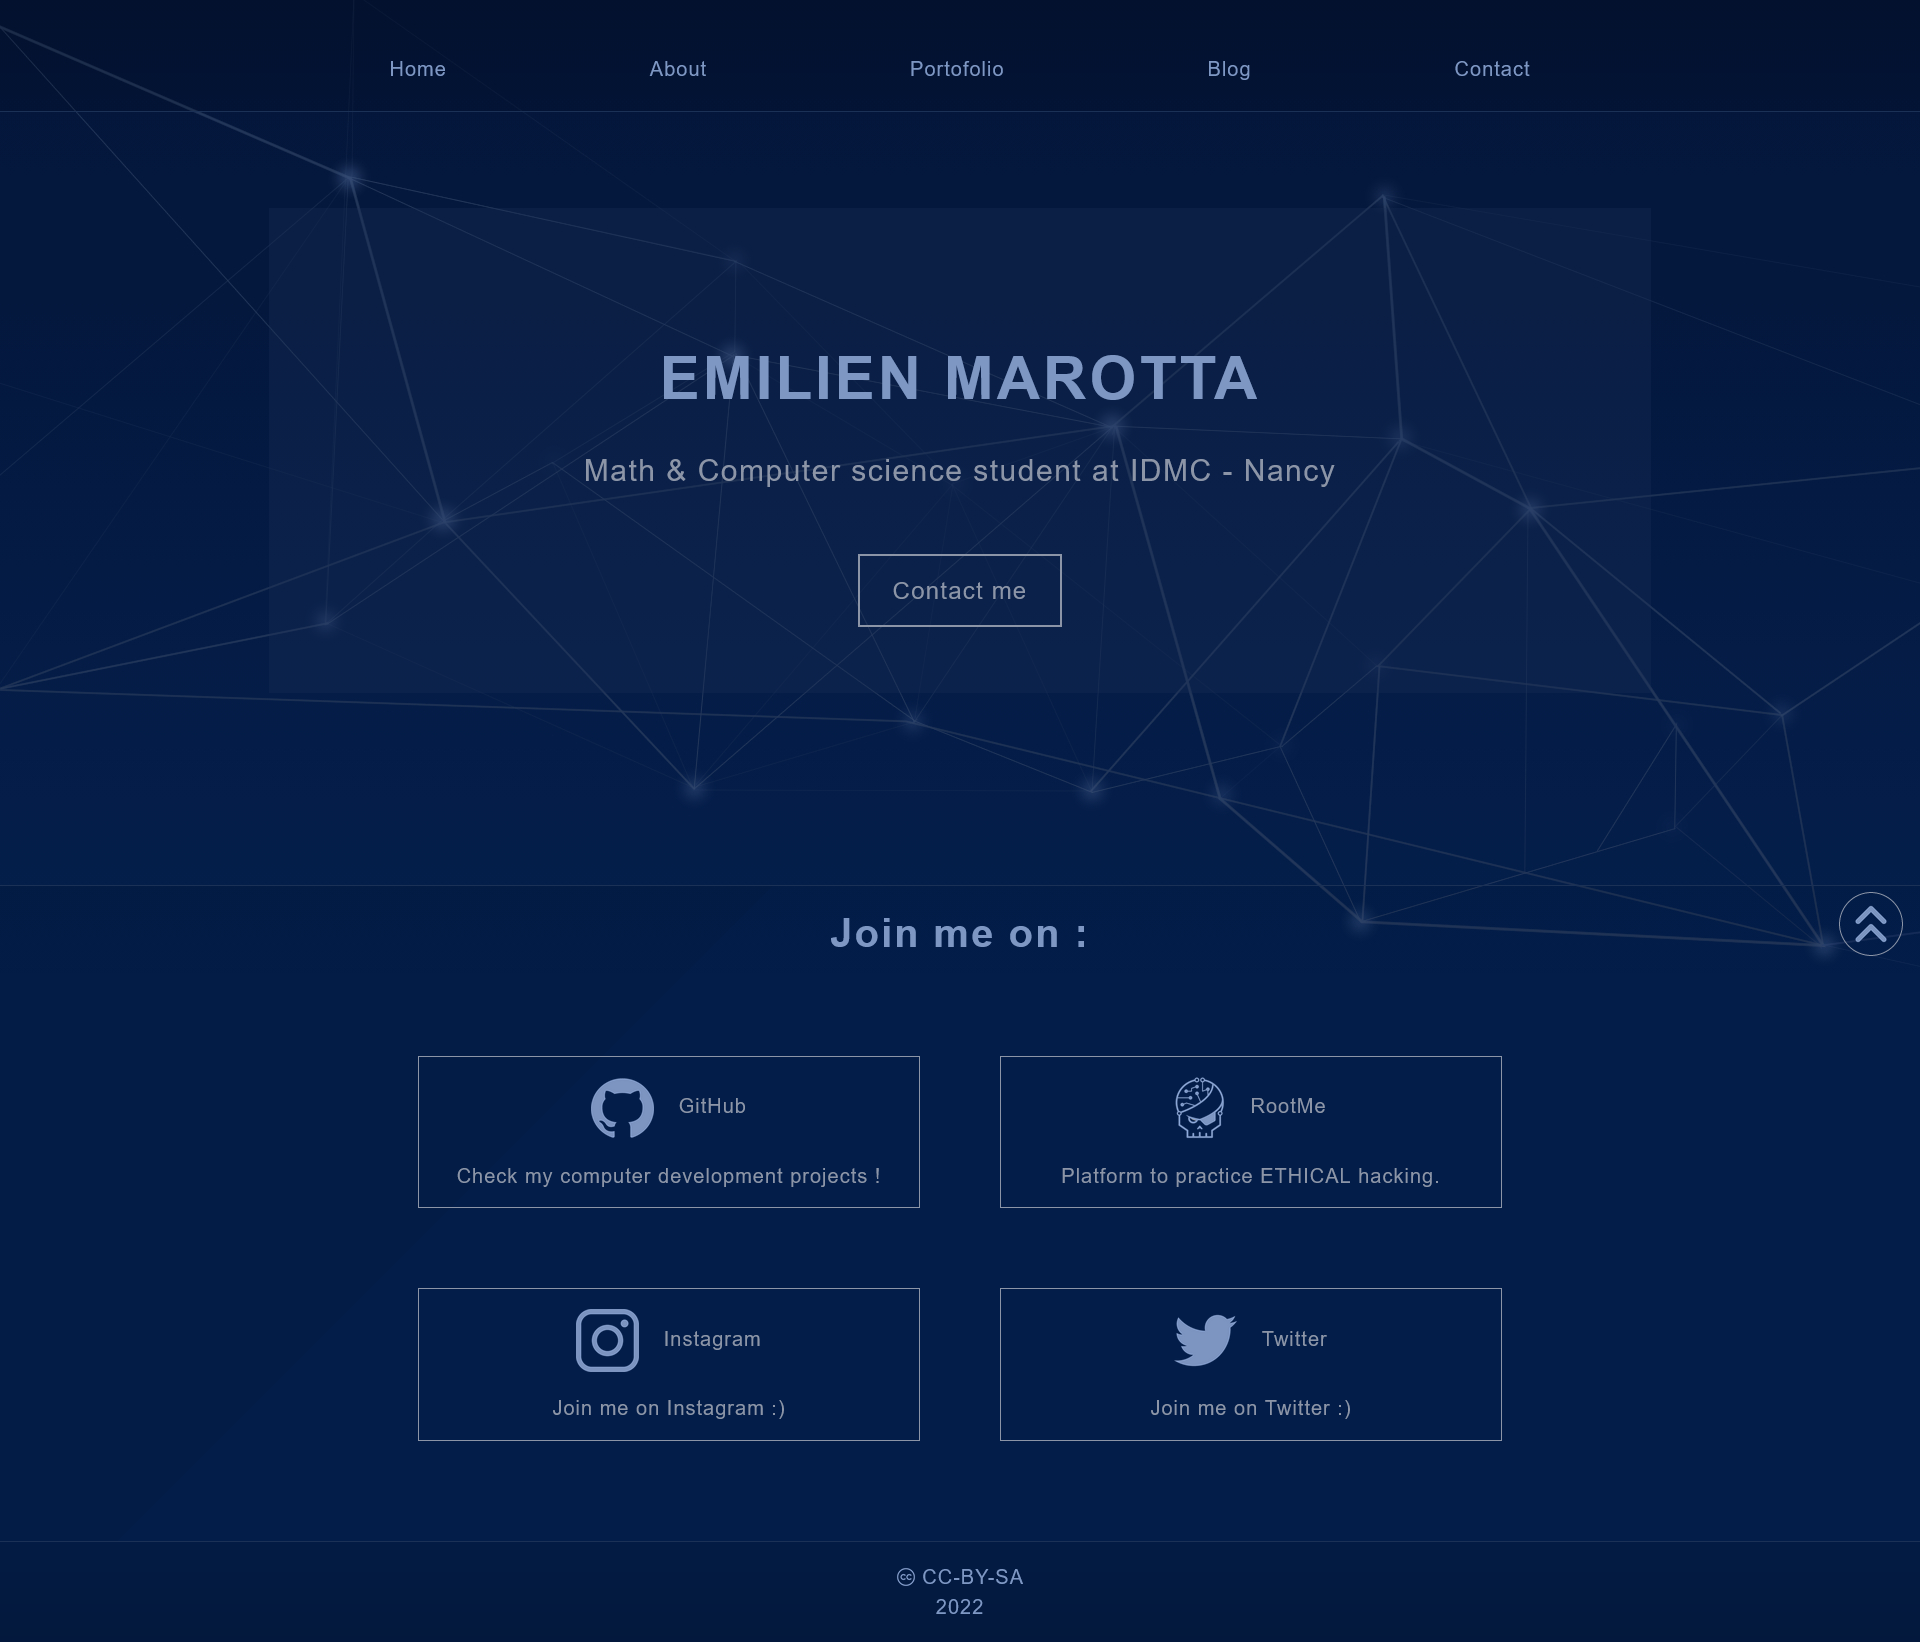 Home About Portofolio Blog Contact
EMILIEN MAROTTA
Math & Computer science student at IDMC - Nancy
Contact me
Join me on :
GitHub
Check my computer development projects !
RootMe
Platform to practice ETHICAL hacking.
Instagram
Join me on Instagram :)
Twitter
Join me on Twitter :)
🄯 CC-BY-SA
2022